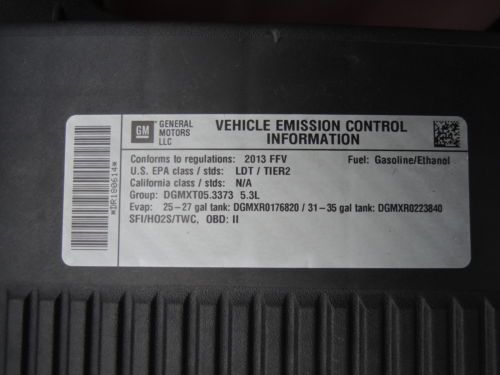 GM
GENERAL
MOTORS
LLC
VEHICLE EMISSION CONTROL
INFORMATION
Conforms to regulations: 2013 FFV Fuel: Gasoline/Ethanol
U.S. EPA class / stds: LDT / TIER2
California class / stds: N/A
Group: DGMXT05.3373 5.3L
Evap: 25-27 gal tank: DGMXR0176820 / 31-35 gal tank: DGMXR0223840
SFI/HO2S/TWC, OBD: II
*DR180614*